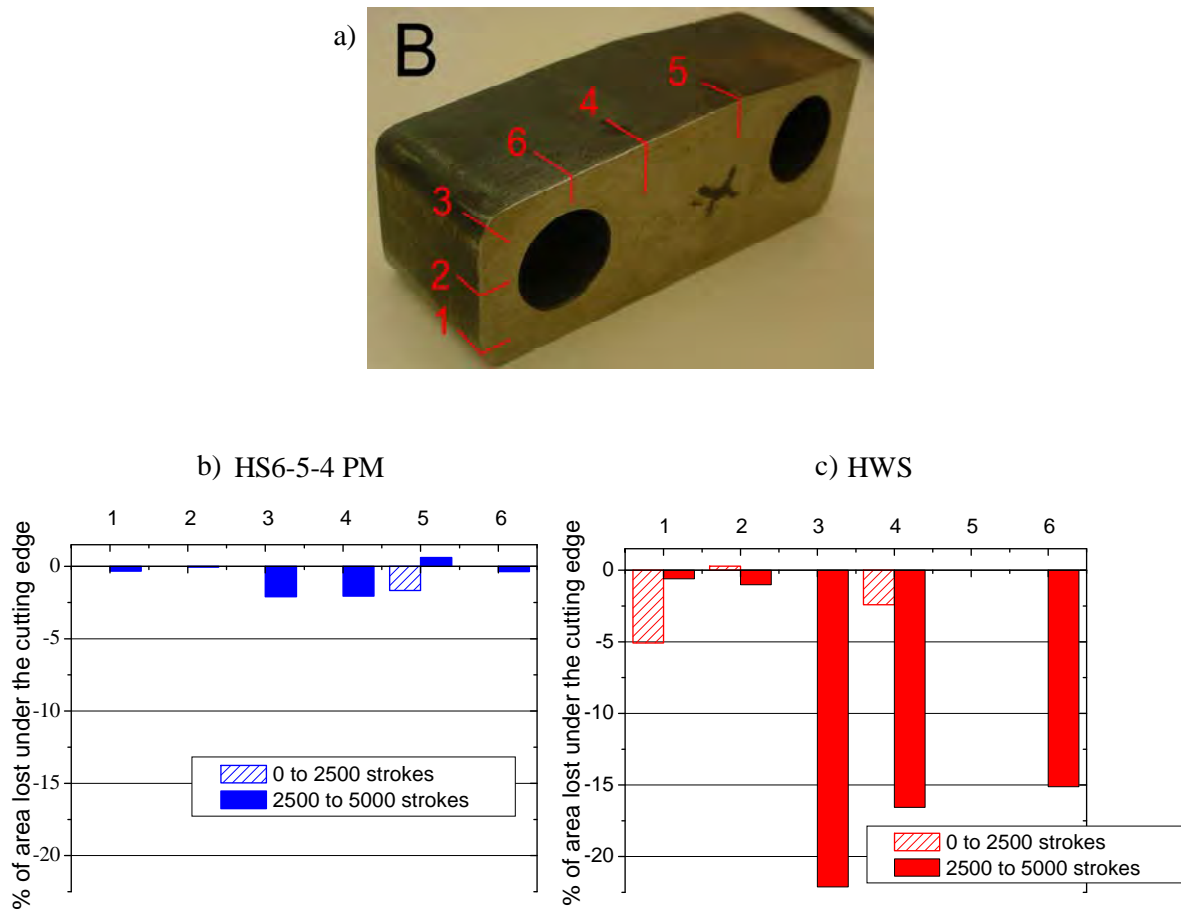 a)
B
5
4
6
3
2
1
b) HS6-5-4 PM
1 2 3 4 5 6
% of area lost under the cutting edge
0
-5
-10
-15
-20
0 to 2500 strokes
2500 to 5000 strokes
c) HWS
1 2 3 4 5 6
% of area lost under the cutting edge
0
-5
-10
-15
-20
0 to 2500 strokes
2500 to 5000 strokes